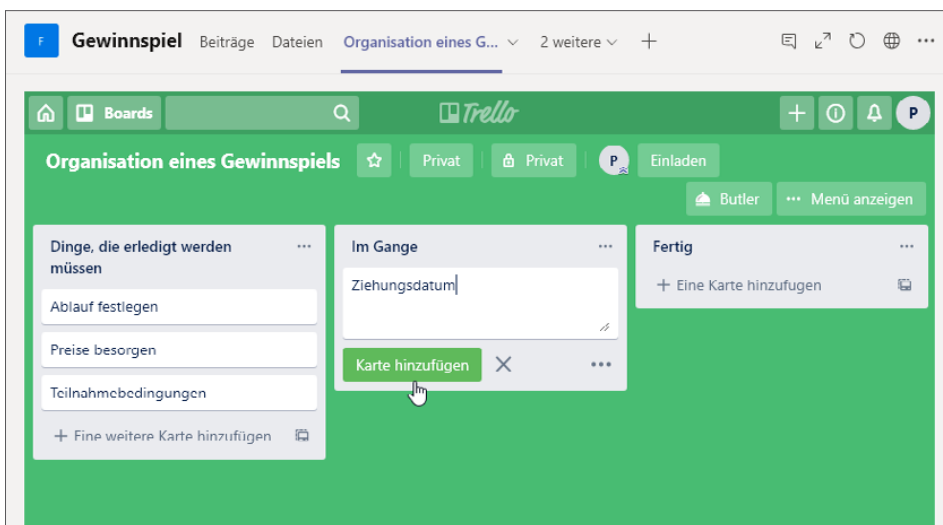 F Gewinnspiel Beiträge Dateien Organisation eines G... 2 weitere
Boards Trello P
Organisation eines Gewinnspiels Privat Privat P Einladen
Butler Menü anzeigen
Dinge, die erledigt werden
müssen
Ablauf festlegen
Preise besorgen
Teilnahmebedingungen
Eine weitere Karte hinzufügen
Im Gange
Ziehungsdatum
Karte hinzufügen
Fertig
Eine Karte hinzufugen